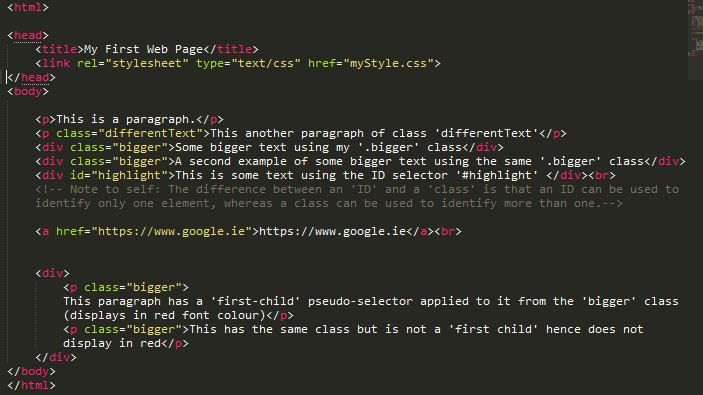 <html>
<head>
<title>My First Web Page</title>
<link rel="stylesheet" type="text/css" href="myStyle.css">
</head>
<body>
<p>This is a paragraph.</p>
<p class="differentText">This another paragraph of class 'differentText'</p>
<div class="bigger">Some bigger text using my '.bigger' class</div>
<div class="bigger">A second example of some bigger text using the same '.bigger' class</div>
<div id="highlight">This is some text using the ID selector '#highlight' </div><br>
<!-- Note to self: The difference between an 'ID' and a 'class' is that an ID can be used to
identify only one element, whereas a class can be used to identify more than one.-->
<a href="https://www.google.ie">https://www.google.ie</a><br>
<div>
<p class="bigger">
This paragraph has a 'first-child' pseudo-selector applied to it from the 'bigger' class
(displays in red font colour)</p>
<p class="bigger">This has the same class but is not a 'first child' hence does not
display in red</p>
</div>
</body>
</html>